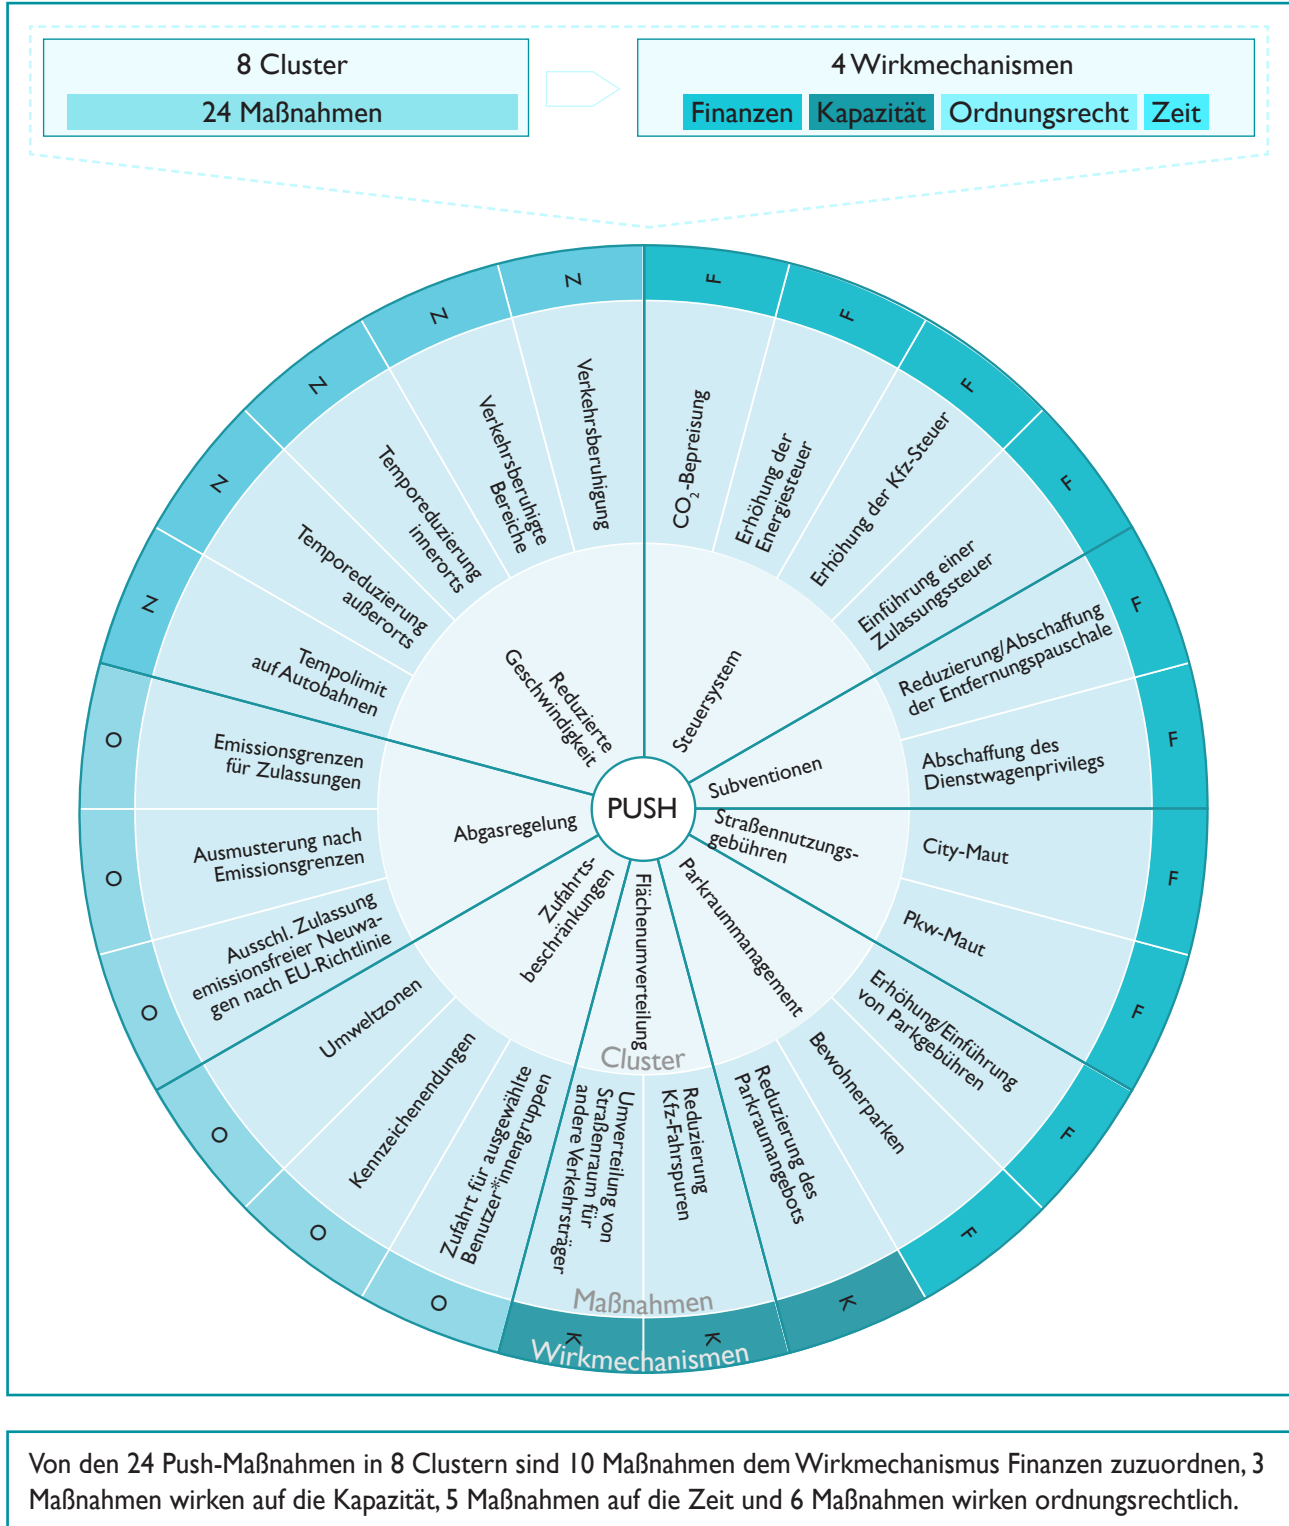 8 Cluster
24 Maßnahmen
4 Wirkmechanismen
Finanzen Kapazität Ordnungsrecht Zeit
F
F
F
F
F
F
F
F
F
F
K
K
K
O
O
O
O
O
O
Z
Z
Z
Z
Z
CO₂-Bepreisung
Erhöhung der
Energiesteuer
Erhöhung der Kfz-Steuer
Einführung einer
Zulassungssteuer
Reduzierung/Abschaffung
der Entfernungspauschale
Abschaffung des
Dienstwagenprivilegs
City-Maut
Pkw-Maut
Erhöhung/Einführung
von Parkgebühren
Bewohnerparken
Reduzierung des
Parkraumangebots
Reduzierung
Kfz-Fahrspuren
Umverteilung von
Straßenraum für
andere Verkehrsträger
Zufahrt für ausgewählte
Benutzer*innengruppen
Kennzeichenendungen
Umweltzonen
Ausschl. Zulassung
emissionsfreier Neuwa-
gen nach EU-Richtlinie
Ausmusterung nach
Emissionsgrenzen
Emissionsgrenzen
für Zulassungen
Tempolimit
auf Autobahnen
Temporeduzierung
außerorts
Temporeduzierung
innerorts
Verkehrsberuhigte
Bereiche
Verkehrsberuhigung
Steuersystem
Subventionen
Straßennutzungs-
gebühren
Parkraummanagement
Flächenumverteilung
Zufahrts-
beschränkungen
Abgasregelung
Reduzierte
Geschwindigkeit
PUSH
Cluster
Maßnahmen
Wirkmechanismen
Von den 24 Push-Maßnahmen in 8 Clustern sind 10 Maßnahmen dem Wirkmechanismus Finanzen zuzuordnen, 3
Maßnahmen wirken auf die Kapazität, 5 Maßnahmen auf die Zeit und 6 Maßnahmen wirken ordnungsrechtlich.